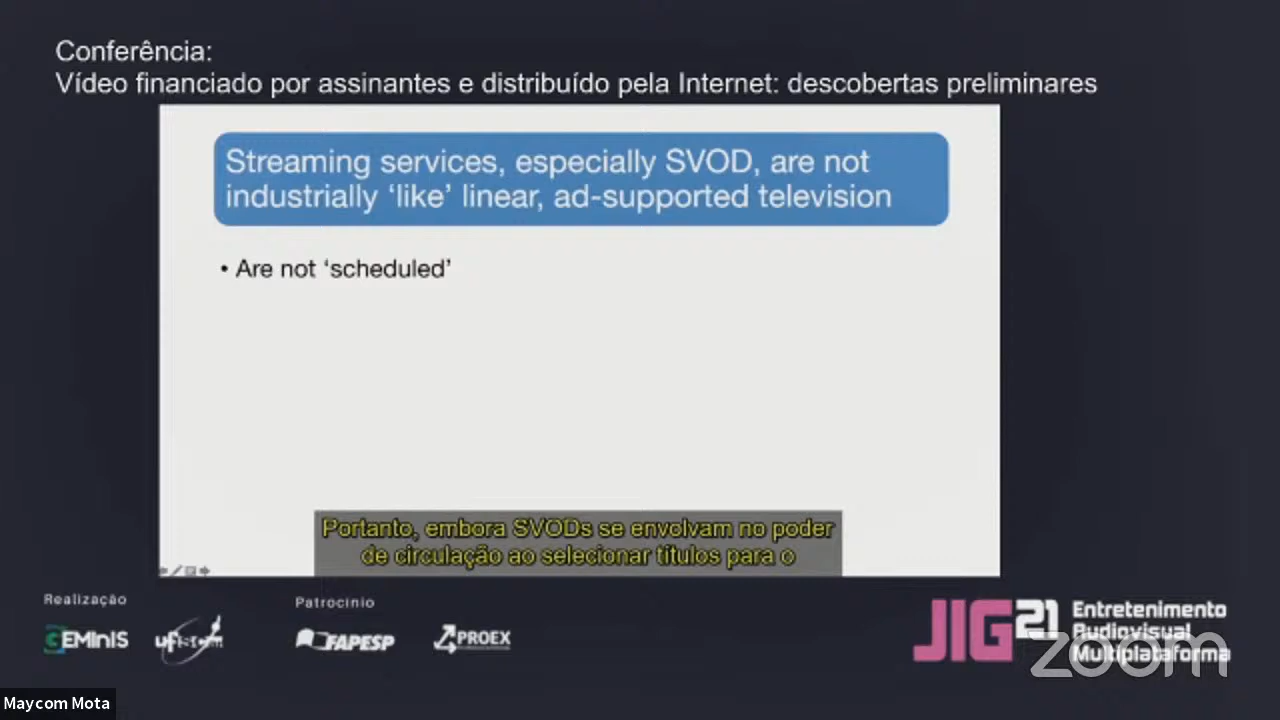 Conferência:
Vídeo financiado por assinantes e distribuído pela Internet: descobertas preliminares
Streaming services, especially SVOD, are not
industrially ‘like’ linear, ad-supported television
• Are not ‘scheduled’
Portanto, embora SVODs se envolvam no poder
de circulação ao selecionar títulos para o
Realização
GEMInIS
Patrocínio
FAPESP
PROEX
JIG21
Entretenimento
Audiovisual
Multiplataforma
zoom
Maycom Mota